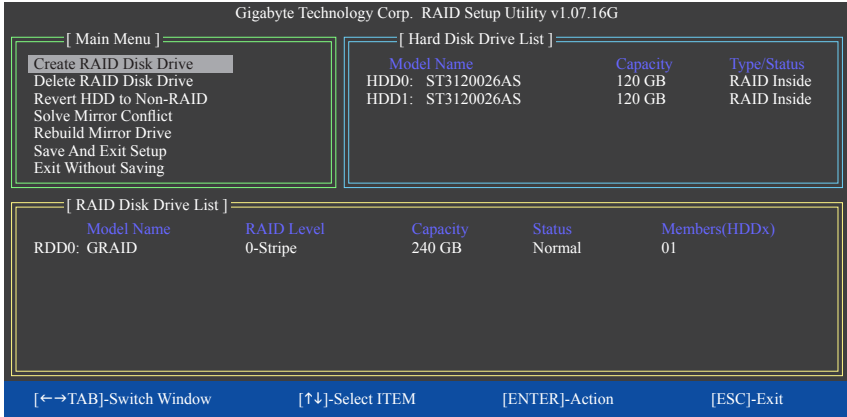 Gigabyte Technology Corp. RAID Setup Utility v1.07.16G
[ Main Menu ]
Create RAID Disk Drive
Delete RAID Disk Drive
Revert HDD to Non-RAID
Solve Mirror Conflict
Rebuild Mirror Drive
Save And Exit Setup
Exit Without Saving
[ Hard Disk Drive List ]
Model Name Capacity Type/Status
HDD0: ST3120026AS 120 GB RAID Inside
HDD1: ST3120026AS 120 GB RAID Inside
[ RAID Disk Drive List ]
Model Name RAID Level Capacity Status Members(HDDx)
RDD0: GRAID 0-Stripe 240 GB Normal 01
[←→TAB]-Switch Window [↑↓]-Select ITEM [ENTER]-Action [ESC]-Exit